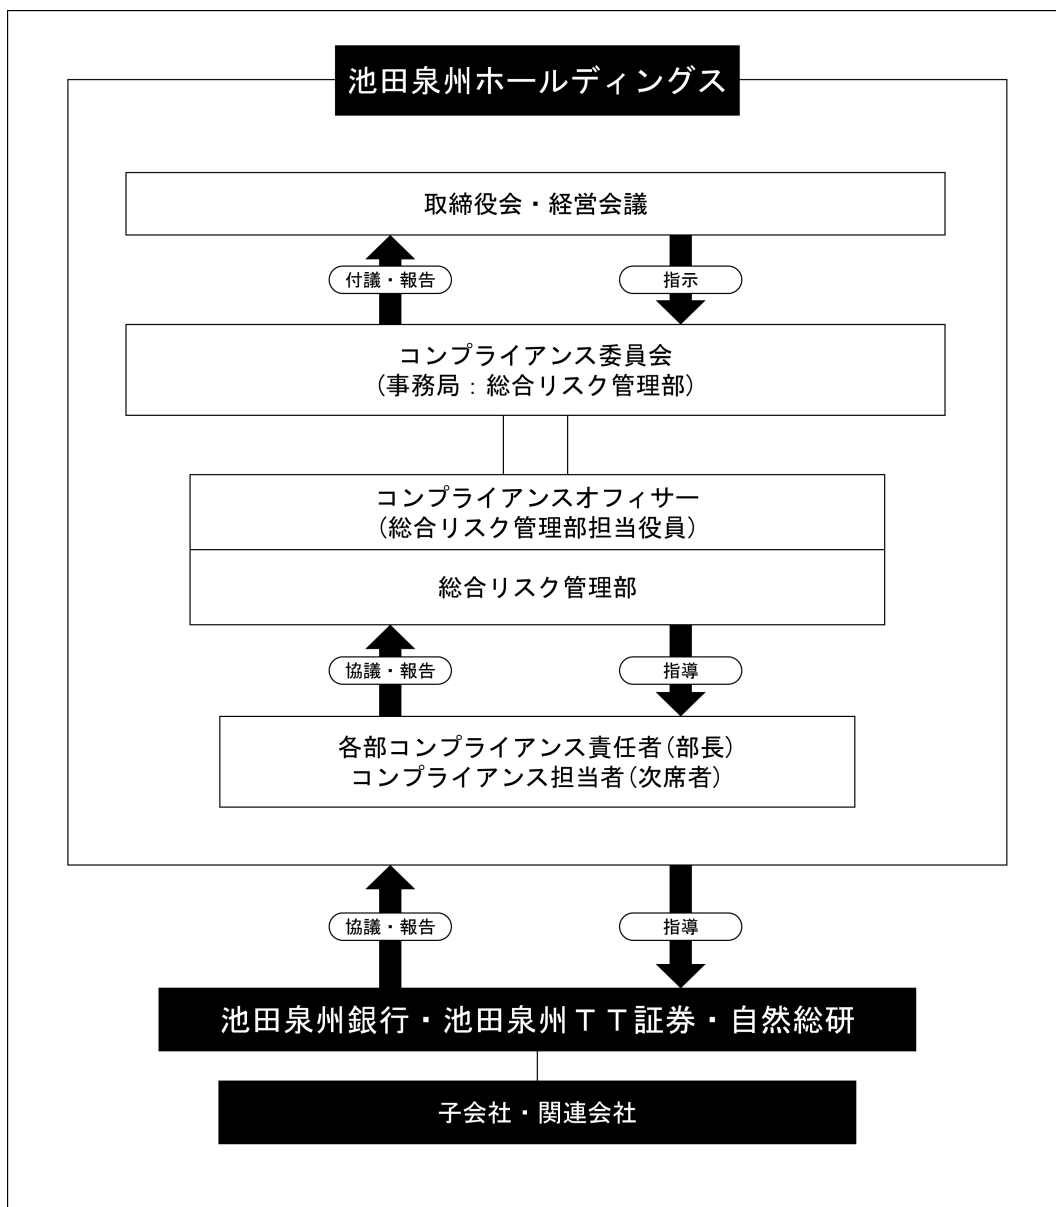 池田泉州ホールディングス
取締役会・経営会議
付議・報告
指示
コンプライアンス委員会
(事務局：総合リスク管理部)
コンプライアンスオフィサー
(総合リスク管理部担当役員)
総合リスク管理部
協議・報告
指導
各部コンプライアンス責任者(部長)
コンプライアンス担当者(次席者)
協議・報告
指導
池田泉州銀行・池田泉州ＴＴ証券・自然総研
子会社・関連会社